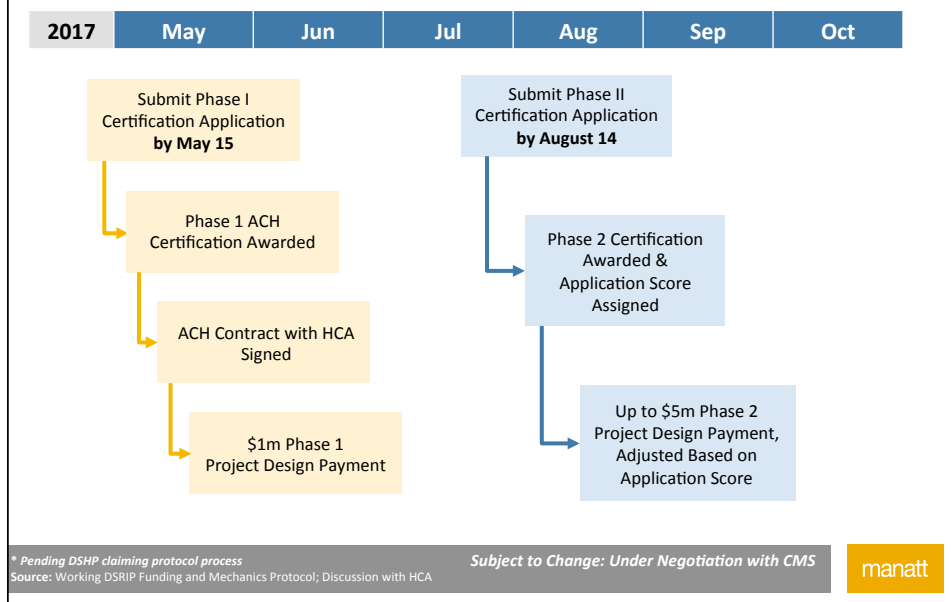 2017 May Jun Jul Aug Sep Oct
Submit Phase I
Certification Application
by May 15
Phase 1 ACH
Certification Awarded
ACH Contract with HCA
Signed
$1m Phase 1
Project Design Payment
Submit Phase II
Certification Application
by August 14
Phase 2 Certification
Awarded &
Application Score
Assigned
Up to $5m Phase 2
Project Design Payment,
Adjusted Based on
Application Score
* Pending DSHP claiming protocol process
Source: Working DSRIP Funding and Mechanics Protocol; Discussion with HCA
Subject to Change: Under Negotiation with CMS
manatt